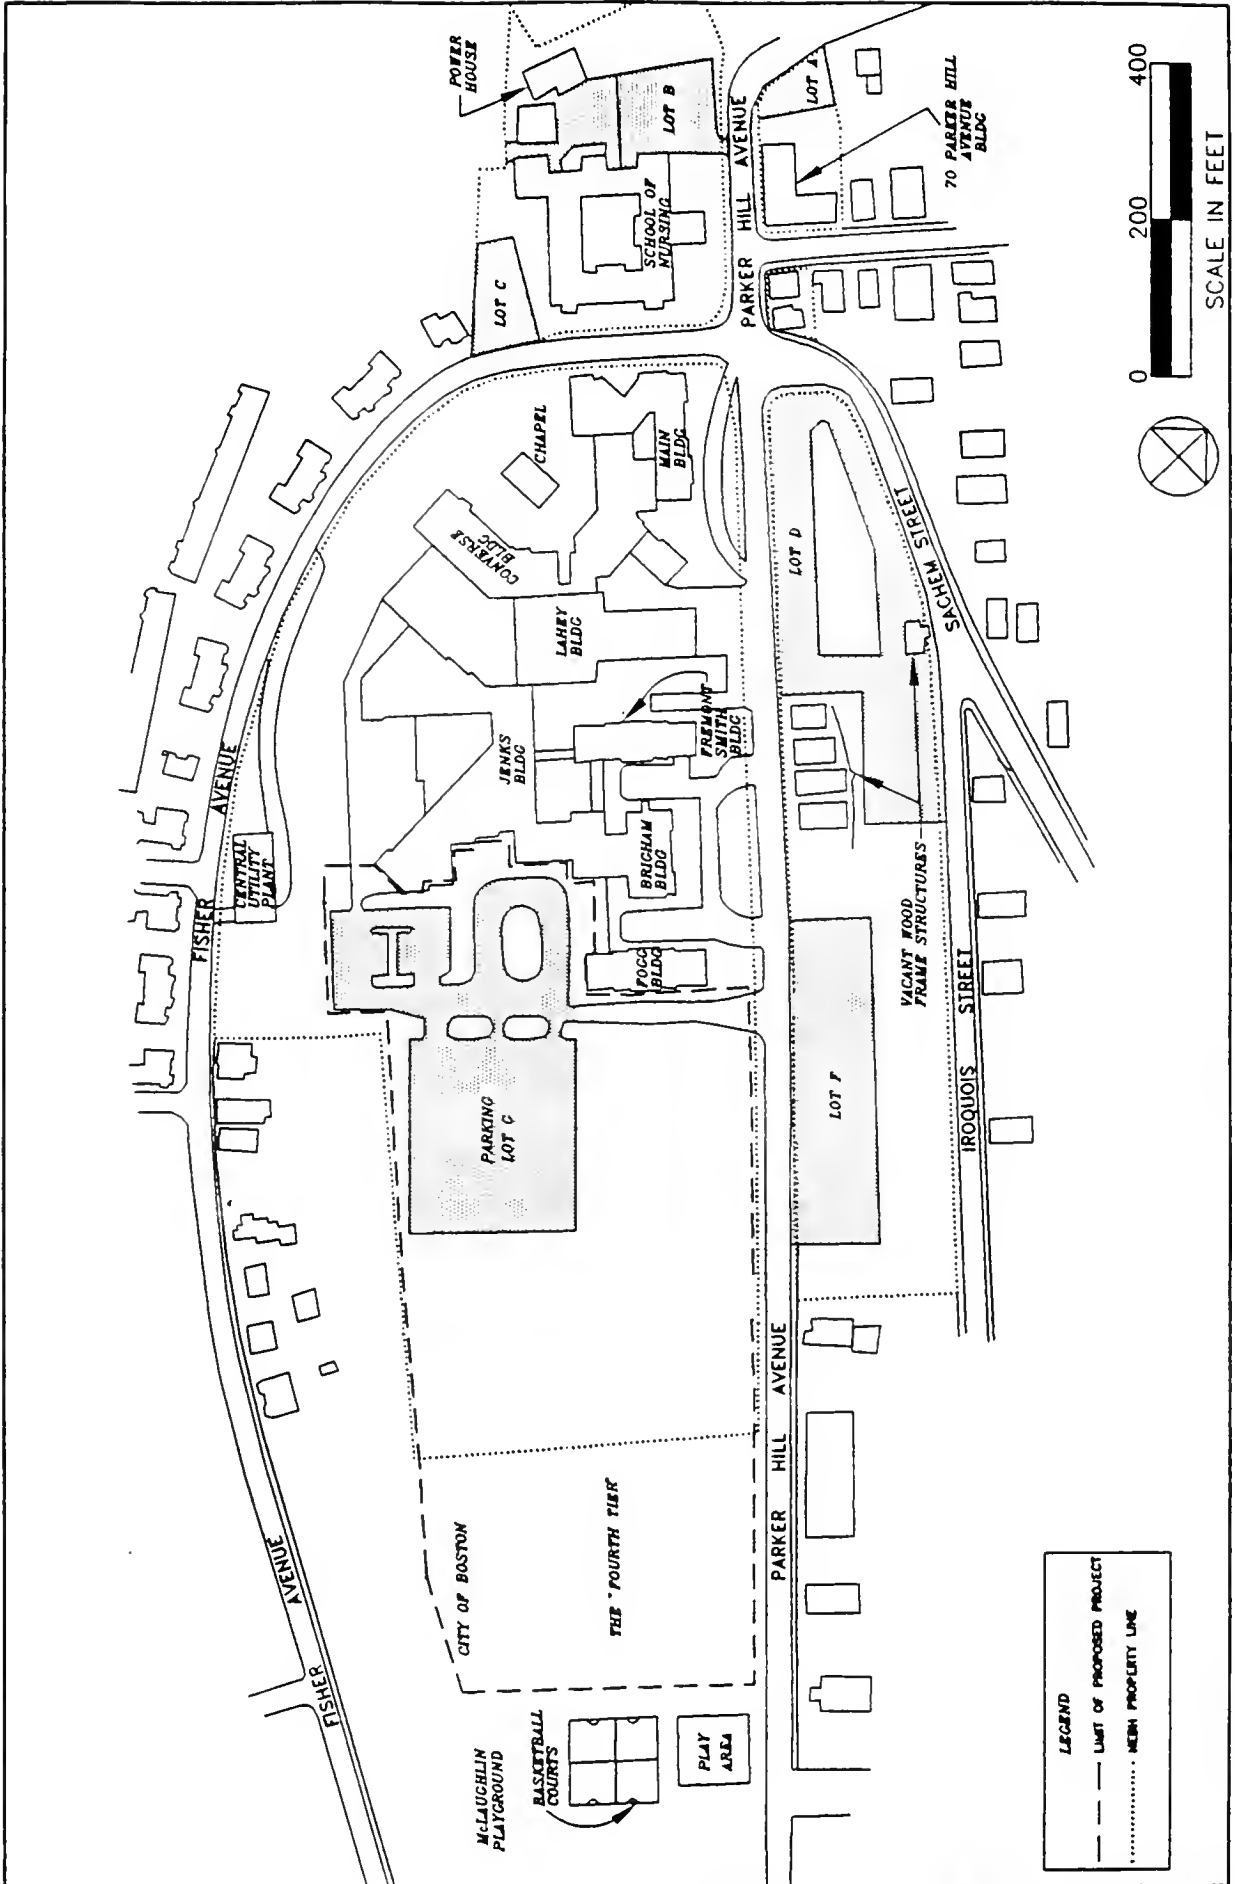 POWER
HOUSE
LOT B
LOT A
PARKER HILL AVENUE
70 PARKER HILL
AVENUE
BLDG
SCHOOL OF
NURSING
LOT C
0 200 400
SCALE IN FEET
CHAPEL
MAIN
BLDG
CONVERSE
BLDG
LAHEY
BLDG
LOT D
SACHEM STREET
FREMONT
SMITH
BLDG
JENKS
BLDG
BRIGHAM
BLDG
FOGG
BLDG
CENTRAL
UTILITY
PLANT
FISHER AVENUE
VACANT WOOD
FRAME STRUCTURES
IROQUOIS STREET
PARKING
LOT G
LOT F
PARKER HILL AVENUE
CITY OF BOSTON
THE "FOURTH TIER"
FISHER AVENUE
McLAUGHLIN
PLAYGROUND
BASKETBALL
COURTS
PLAY
AREA
LEGEND
LIMIT OF PROPOSED PROJECT
NEBH PROPERTY LINE